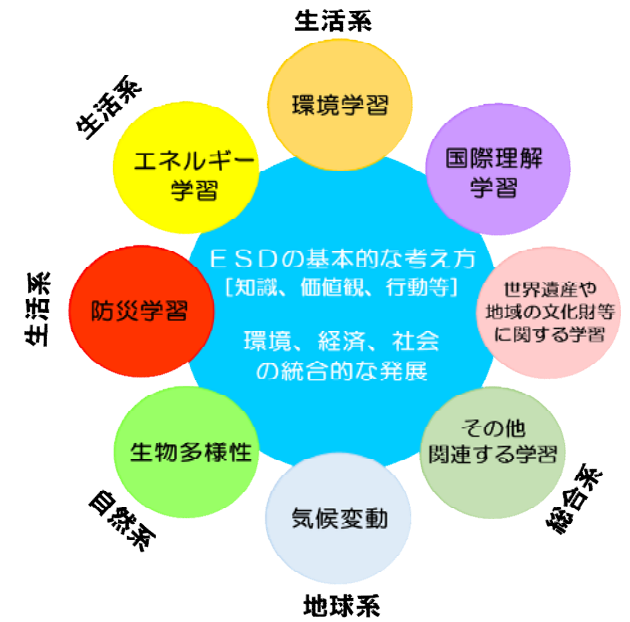 生活系
環境学習
生活系
エネルギー
学習
国際理解
学習
ＥＳＤの基本的な考え方
[知識、価値観、行動等]
環境、経済、社会
の統合的な発展
生活系
防災学習
世界遺産や
地域の文化財等
に関する学習
生物多様性
自然系
その他
関連する学習
総合系
気候変動
地球系